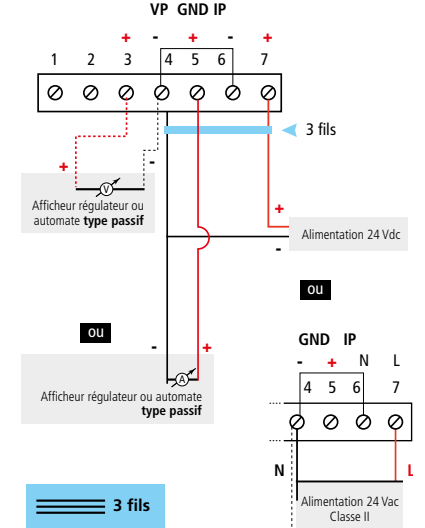 VP GND IP
+ - + - +
1 2 3 4 5 6 7
3 fils
+ -
V
Afficheur régulateur ou
automate type passif
+
Alimentation 24 Vdc
-
ou
ou
GND IP
- + N L
4 5 6 7
- +
A
Afficheur régulateur ou automate
type passif
N L
Alimentation 24 Vac
Classe II
3 fils